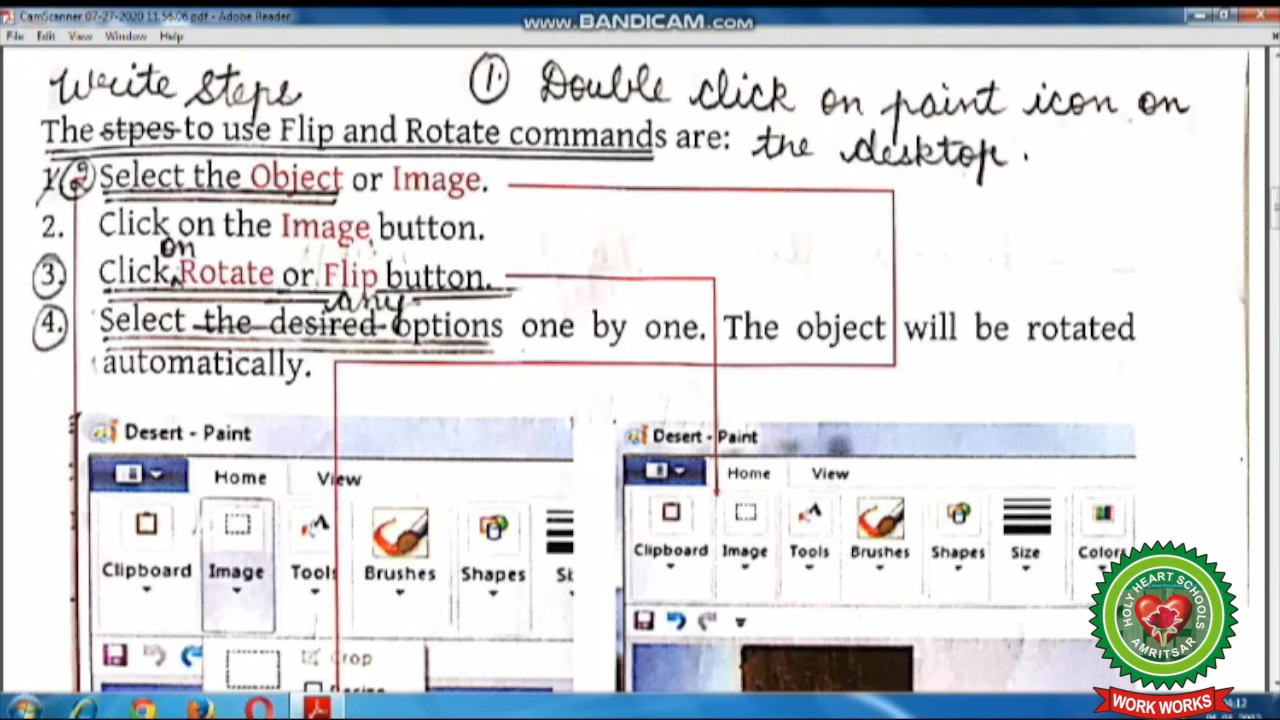 CamScanner 07-27-2020 11.56.06.pdf - Adobe Reader
www.BANDICAM.com
File Edit View Window Help
Write Steps
① Double click on paint icon on
the desktop.
The stpes to use Flip and Rotate commands are:
1. ② Select the Object or Image.
2. Click on the Image button.
on
3. Click Rotate or Flip button.
any
4. Select the desired options one by one. The object will be rotated
automatically.
Desert - Paint
Home View
Clipboard Image Tools Brushes Shapes Si
Crop
Desert - Paint
Home View
Clipboard Image Tools Brushes Shapes Size Colors
HOLY HEART SCHOOLS
AMRITSAR
WORK WORKS